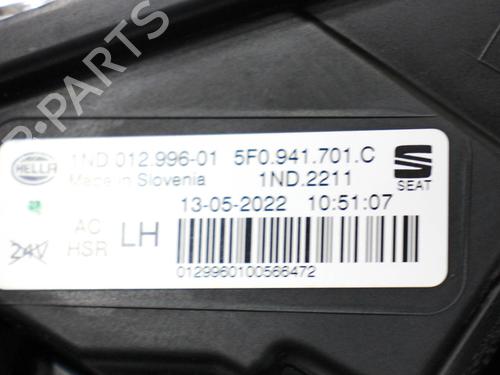 B-PARTS
HELLA
1ND.012.996-01 5F0.941.701.C
Made in Slovenia 1ND.2211
SEAT
13-05-2022 10:51:07
24V
AC
HSR
LH
0129960100566472